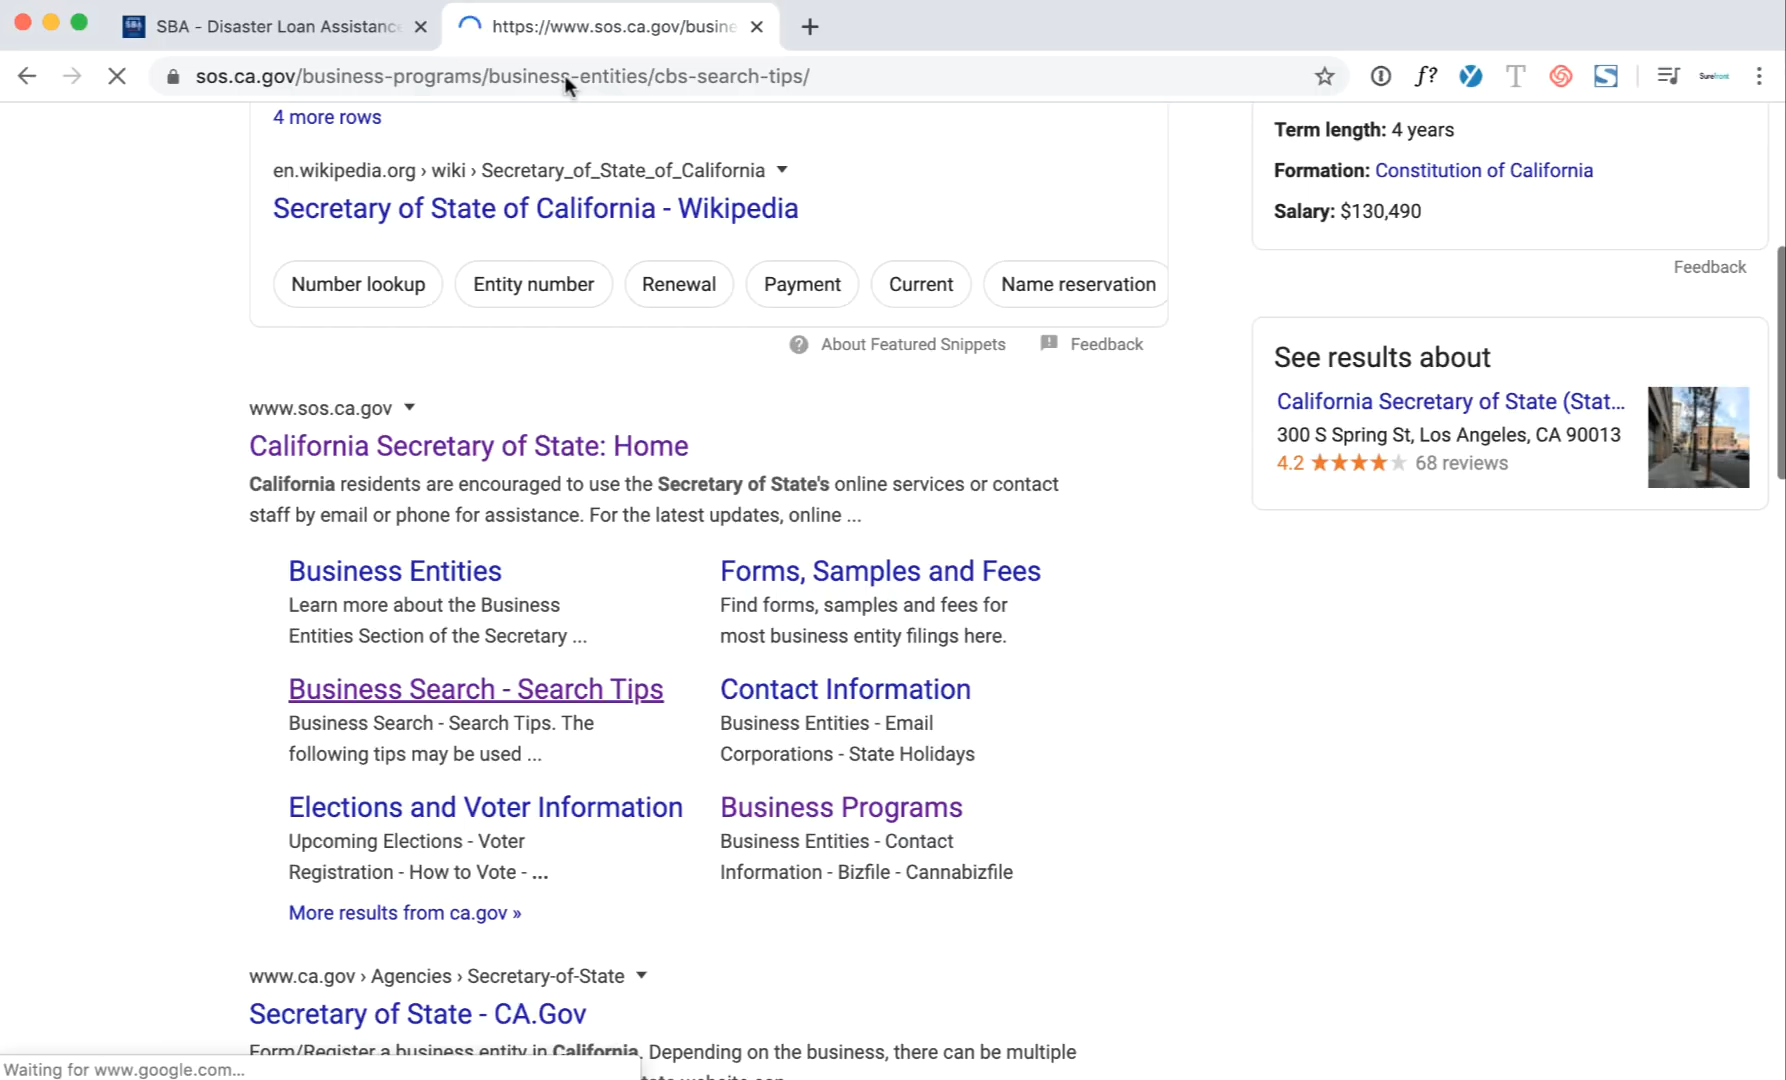 SBA - Disaster Loan Assistance
https://www.sos.ca.gov/busine
sos.ca.gov/business-programs/business-entities/cbs-search-tips/
f?
T
S
Surefront
4 more rows
en.wikipedia.org › wiki › Secretary_of_State_of_California
Secretary of State of California - Wikipedia
Number lookup
Entity number
Renewal
Payment
Current
Name reservation
About Featured Snippets
Feedback
Term length: 4 years
Formation: Constitution of California
Salary: $130,490
Feedback
See results about
California Secretary of State (Stat...
300 S Spring St, Los Angeles, CA 90013
4.2 ★★★★★ 68 reviews
www.sos.ca.gov
California Secretary of State: Home
California residents are encouraged to use the Secretary of State's online services or contact
staff by email or phone for assistance. For the latest updates, online ...
Business Entities
Learn more about the Business
Entities Section of the Secretary ...
Forms, Samples and Fees
Find forms, samples and fees for
most business entity filings here.
Business Search - Search Tips
Business Search - Search Tips. The
following tips may be used ...
Contact Information
Business Entities - Email
Corporations - State Holidays
Elections and Voter Information
Upcoming Elections - Voter
Registration - How to Vote - ...
Business Programs
Business Entities - Contact
Information - Bizfile - Cannabizfile
More results from ca.gov »
www.ca.gov › Agencies › Secretary-of-State
Secretary of State - CA.Gov
Form/Register a business entity in California. Depending on the business, there can be multiple
Waiting for www.google.com...